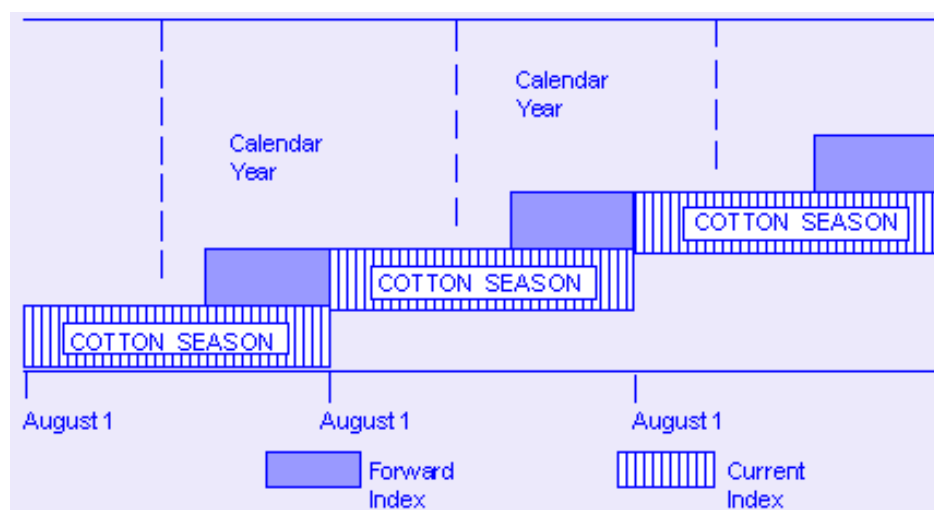 Calendar
Year
Calendar
Year
COTTON SEASON
COTTON SEASON
COTTON SEASON
August 1
August 1
August 1
Forward
Index
Current
Index